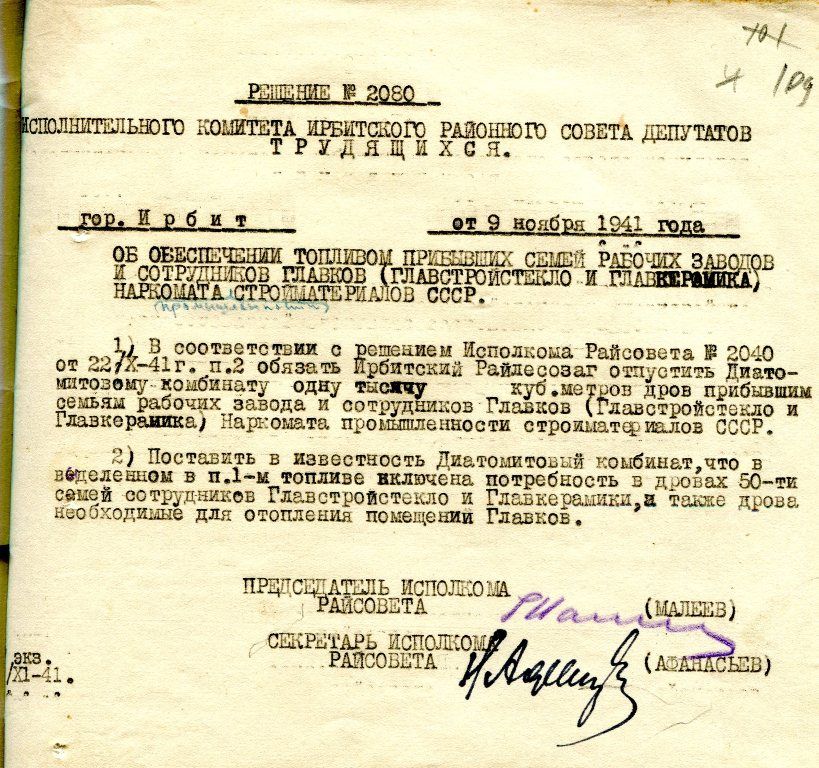 101
4 109
РЕШЕНИЕ № 2080
ИСПОЛНИТЕЛЬНОГО КОМИТЕТА ИРБИТСКОГО РАЙОННОГО СОВЕТА ДЕПУТАТОВ
ТРУДЯЩИХСЯ.
гор. Ирбит от 9 ноября 1941 года
ОБ ОБЕСПЕЧЕНИИ ТОПЛИВОМ ПРИБЫВШИХ СЕМЕЙ РАБОЧИХ ЗАВОДОВ
И СОТРУДНИКОВ ГЛАВКОВ (ГЛАВСТРОЙСТЕКЛО И ГЛАВКЕРАМИКА)
НАРКОМАТА СТРОЙМАТЕРИАЛОВ СССР.
(промышленности)
1) В соответствии с решением Исполкома Райсовета № 2040
от 22/X-41г. п.2 обязать Ирбитский Райлесозаг отпустить Диато-
митовому комбинату одну тысячу куб.метров дров прибывшим
семьям рабочих завода и сотрудников Главков (Главстройстекло и
Главкерамика) Наркомата промышленности строиматериалов СССР.
2) Поставить в известность Диатомитовый комбинат,что в
веделенном в п.1-м топливе включена потребность в дровах 50-ти
семей сотрудников Главстройстекло и Главкерамики,а также дрова
необходимые для отопления помещений Главков.
ПРЕДСЕДАТЕЛЬ ИСПОЛКОМА
РАЙСОВЕТА (МАЛЕЕВ)
СЕКРЕТАРЬ ИСПОЛКОМА
РАЙСОВЕТА (АФАНАСЬЕВ)
экз.
/XI-41.